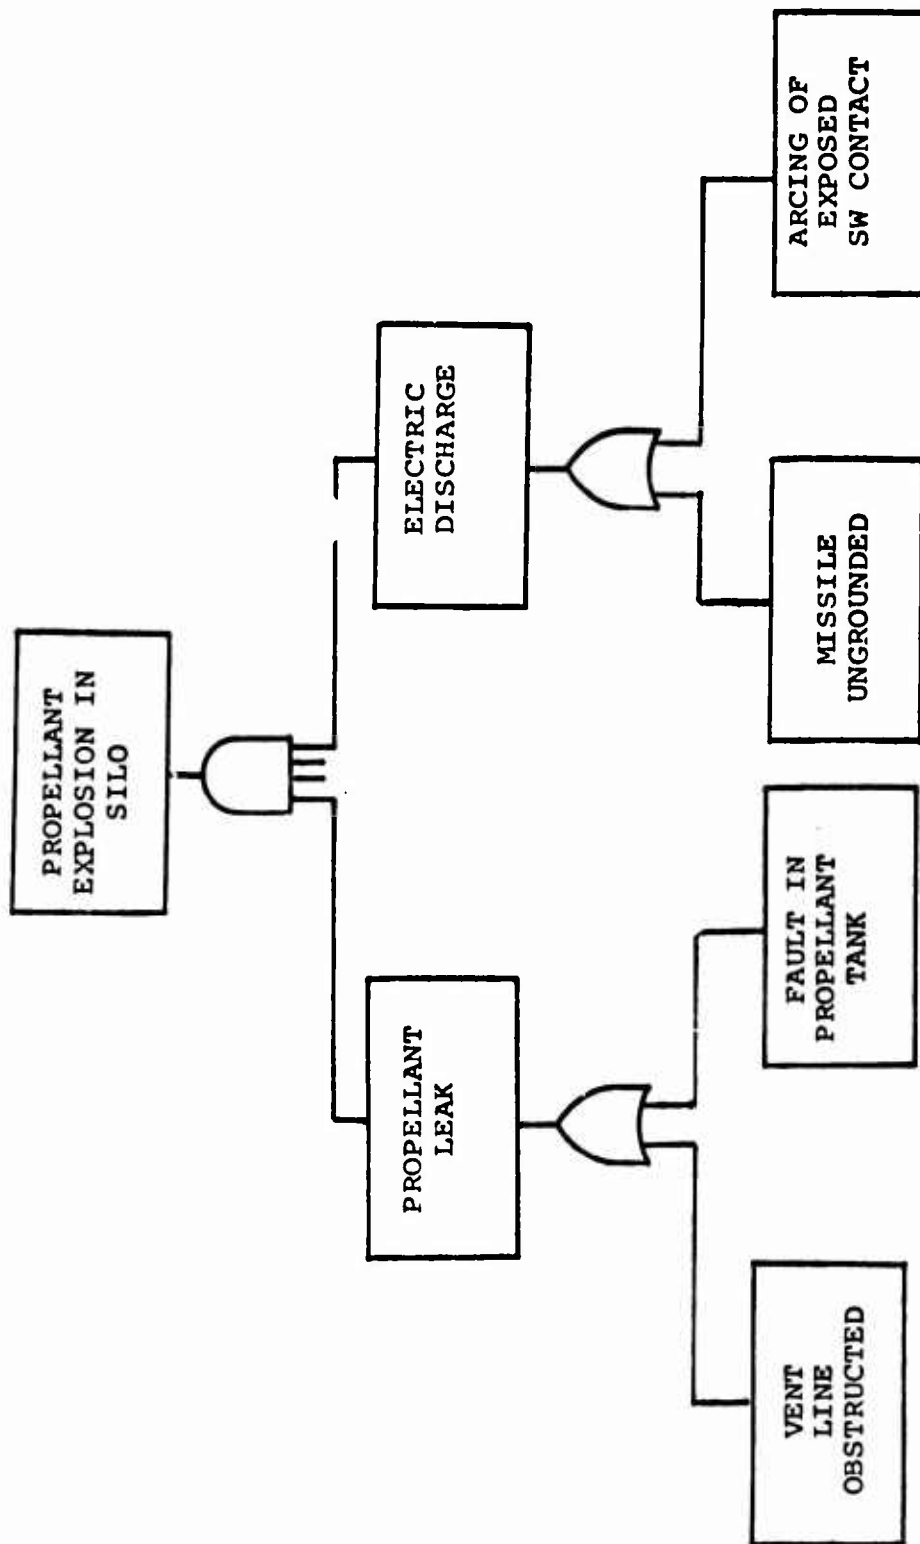 PROPELLANT
EXPLOSION IN
SILO
PROPELLANT
LEAK
ELECTRIC
DISCHARGE
VENT
LINE
OBSTRUCTED
FAULT IN
PROPELLANT
TANK
MISSILE
UNGROUNDED
ARCING OF
EXPOSED
SW CONTACT